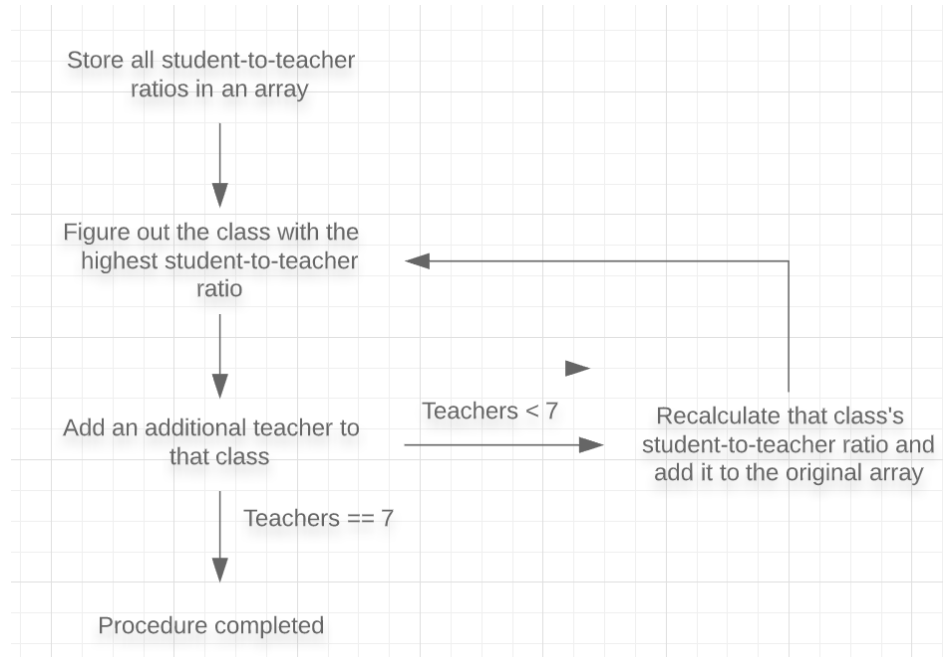 Store all student-to-teacher
ratios in an array
Figure out the class with the
highest student-to-teacher
ratio
Add an additional teacher to
that class
Teachers < 7
Recalculate that class's
student-to-teacher ratio and
add it to the original array
Teachers == 7
Procedure completed